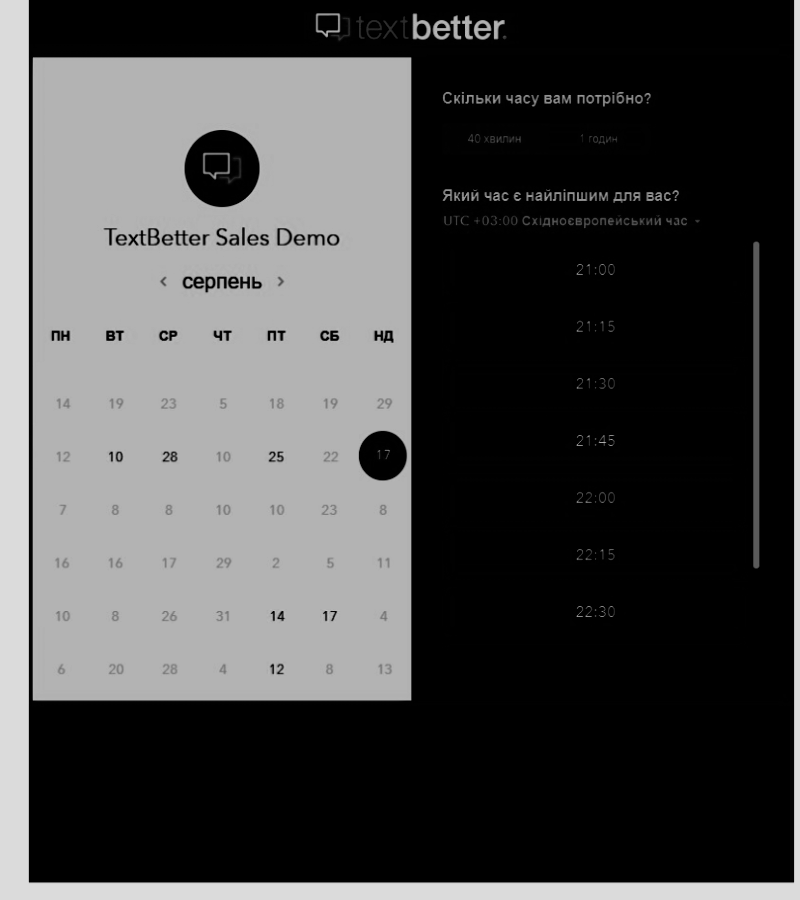 textbetter.
TextBetter Sales Demo
< серпень >
ПН ВТ СР ЧТ ПТ СБ НД
14 19 23 5 18 19 29
12 10 28 10 25 22 17
7 8 8 10 10 23 8
16 16 17 29 2 5 11
10 8 26 31 14 17 4
6 20 28 4 12 8 13
Скільки часу вам потрібно?
40 хвилин 1 годин
Який час є найліпшим для вас?
UTC +03:00 Східноєвропейський час
21:00
21:15
21:30
21:45
22:00
22:15
22:30